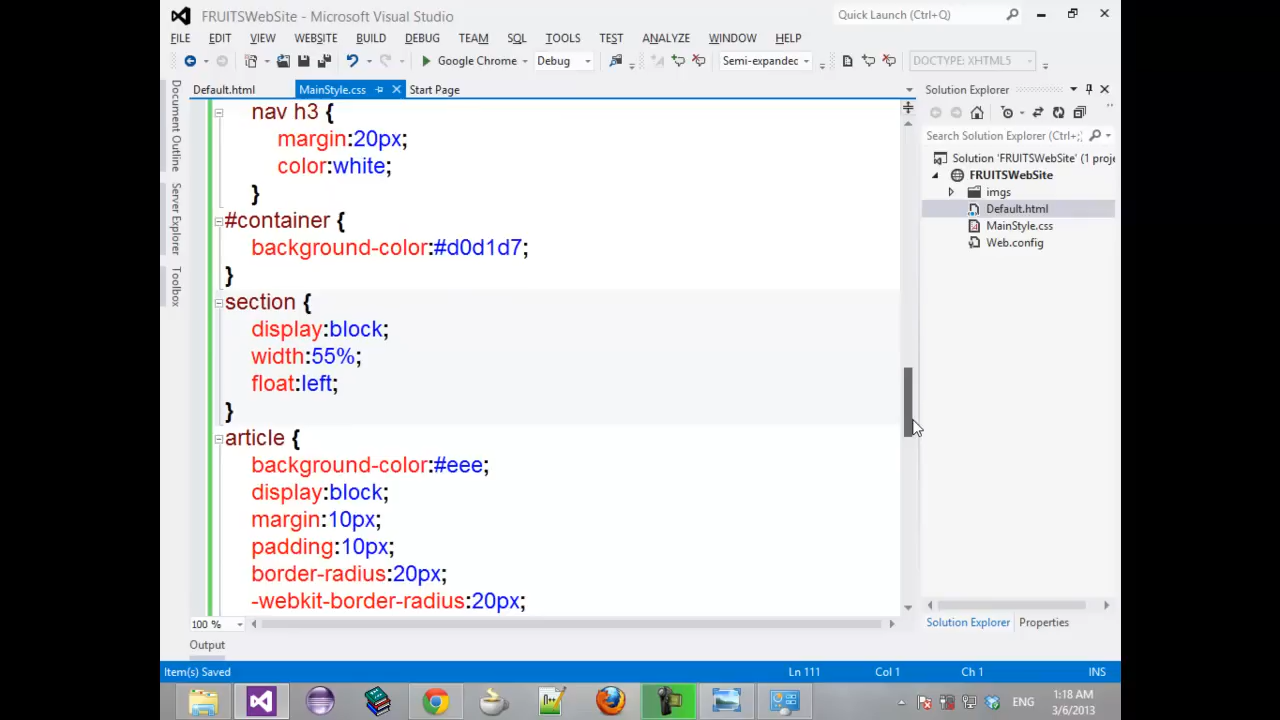 FRUITSWebSite - Microsoft Visual Studio
Quick Launch (Ctrl+Q)
FILE EDIT VIEW WEBSITE BUILD DEBUG TEAM SQL TOOLS TEST ANALYZE WINDOW HELP
Google Chrome Debug Semi-expanded DOCTYPE: XHTML5
Default.html MainStyle.css Start Page
Solution Explorer
Search Solution Explorer (Ctrl+;)
Solution 'FRUITSWebSite' (1 proje
FRUITSWebSite
imgs
Default.html
MainStyle.css
Web.config
Document Outline
Server Explorer
Toolbox
nav h3 {
margin:20px;
color:white;
}
#container {
background-color:#d0d1d7;
}
section {
display:block;
width:55%;
float:left;
}
article {
background-color:#eee;
display:block;
margin:10px;
padding:10px;
border-radius:20px;
-webkit-border-radius:20px;
100 %
Solution Explorer Properties
Output
Item(s) Saved Ln 111 Col 1 Ch 1 INS
ENG
1:18 AM
3/6/2013